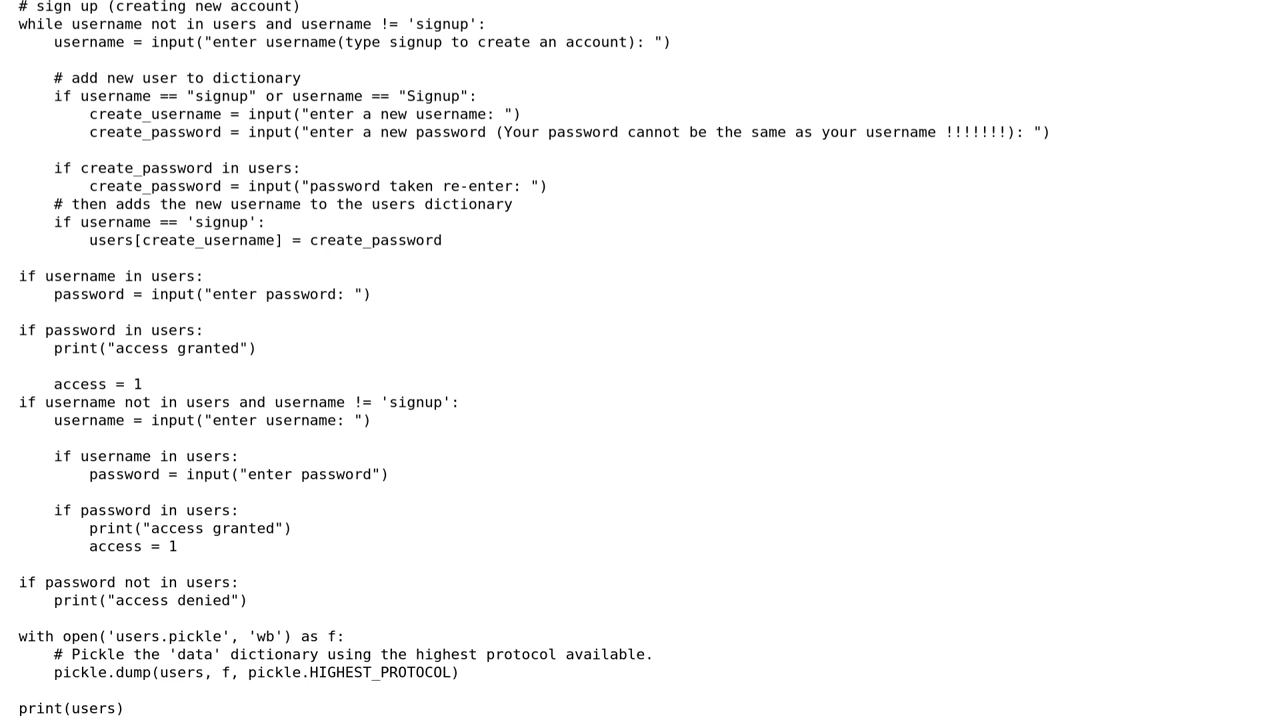 # sign up (creating new account)
while username not in users and username != 'signup':
    username = input("enter username(type signup to create an account): ")

    # add new user to dictionary
    if username == "signup" or username == "Signup":
        create_username = input("enter a new username: ")
        create_password = input("enter a new password (Your password cannot be the same as your username !!!!!!!): ")

    if create_password in users:
        create_password = input("password taken re-enter: ")
    # then adds the new username to the users dictionary
    if username == 'signup':
        users[create_username] = create_password

if username in users:
    password = input("enter password: ")

if password in users:
    print("access granted")

    access = 1
if username not in users and username != 'signup':
    username = input("enter username: ")

    if username in users:
        password = input("enter password")

    if password in users:
        print("access granted")
        access = 1

if password not in users:
    print("access denied")

with open('users.pickle', 'wb') as f:
    # Pickle the 'data' dictionary using the highest protocol available.
    pickle.dump(users, f, pickle.HIGHEST_PROTOCOL)

print(users)